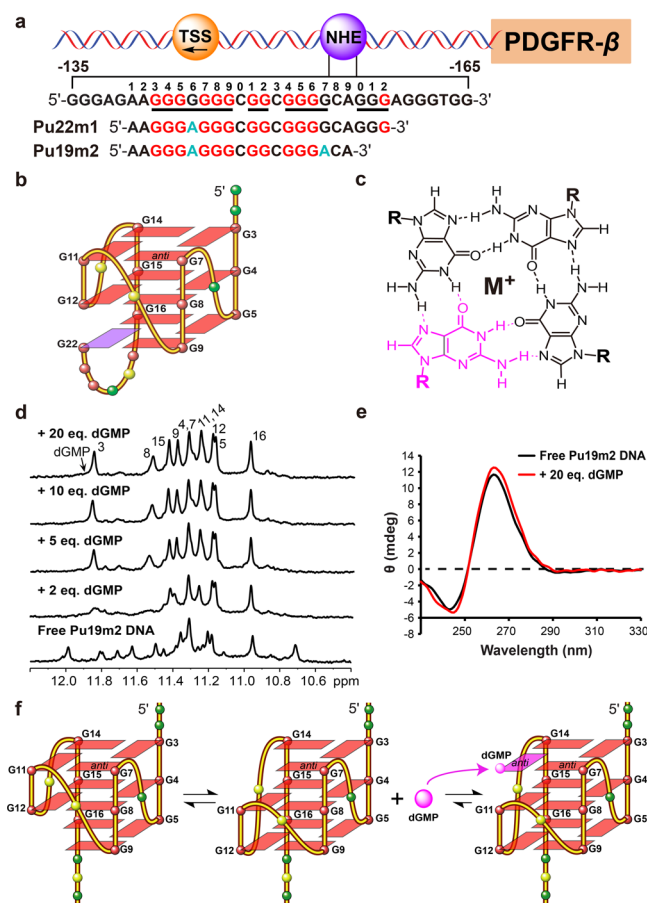 a
TSS
NHE
PDGFR-β
-135
-165
1 2 3 4 5 6 7 8 9 0 1 2 3 4 5 6 7 8 9 0 1 2
5'-GGGAGAAGGGGGGGGCGGCGGGGCAGGGAGGGTGG-3'
Pu22m1 5'-AAGGGAGGGCGGCGGGGCAGGG-3'
Pu19m2 5'-AAGGGAGGGCGGCGGGACA-3'
b
5'
G14
G3
G11
anti
G7
G15
G4
G12
G8
G16
G5
G22
G9
c
R
H
N
O
M⁺
d
+ 20 eq. dGMP
dGMP
3
8
15
9
4,7
11,14
12
5
16
+ 10 eq. dGMP
+ 5 eq. dGMP
+ 2 eq. dGMP
Free Pu19m2 DNA
12.0 11.8 11.6 11.4 11.2 11.0 10.8 10.6 ppm
e
Free Pu19m2 DNA
+ 20 eq. dGMP
θ (mdeg)
14
12
10
8
6
4
2
0
-2
-4
-6
-8
250 270 290 310 330
Wavelength (nm)
f
5'
G14
G3
G11
anti
G15
G7
G4
G12
G16
G8
G5
G9
5'
G14
G3
anti
G15
G7
G4
G11
G16
G8
G5
G12
G9
+
dGMP
5'
G14
dGMP
anti
G3
anti
G15
G7
G4
G11
G16
G8
G5
G12
G9